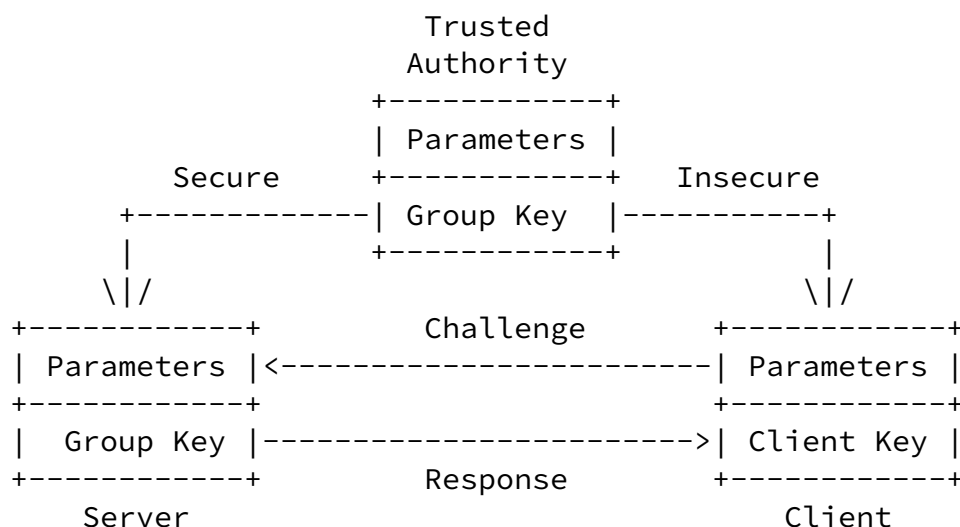 Trusted
Authority
+------------+
| Parameters |
Secure +------------+ Insecure
+-------------| Group Key |-----------+
| +------------+ |
\|/ \|/
+------------+ Challenge +------------+
| Parameters |<------------------------| Parameters |
+------------+ +------------+
| Group Key |------------------------>| Client Key |
+------------+ Response +------------+
Server Client